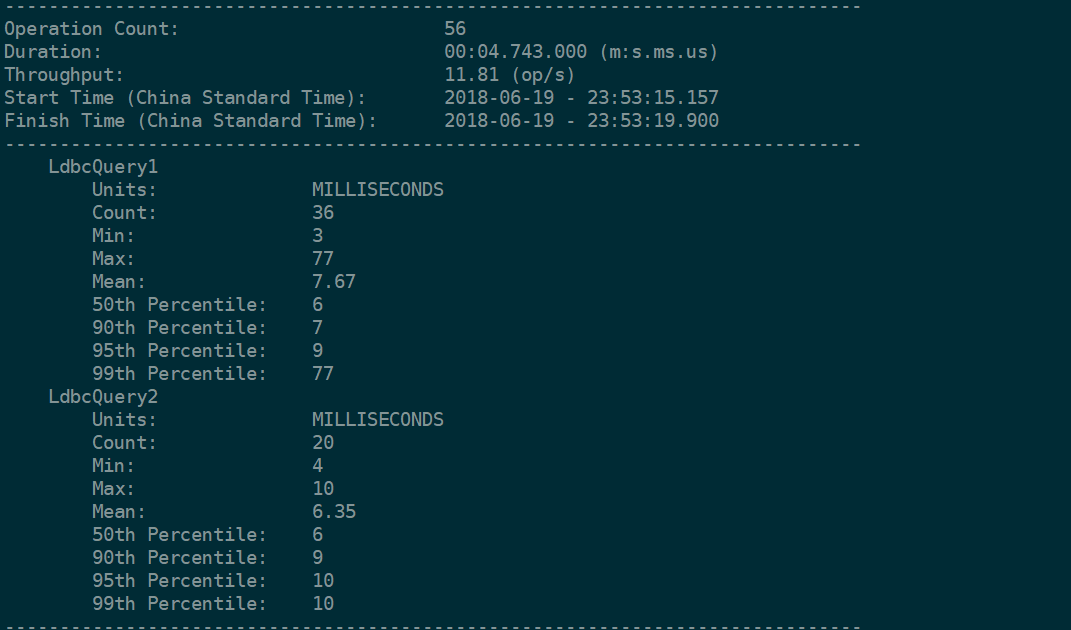 ------------------------------------------------------------------------------
Operation Count:                        56
Duration:                               00:04.743.000 (m:s.ms.us)
Throughput:                             11.81 (op/s)
Start Time (China Standard Time):       2018-06-19 - 23:53:15.157
Finish Time (China Standard Time):      2018-06-19 - 23:53:19.900
------------------------------------------------------------------------------
    LdbcQuery1
        Units:              MILLISECONDS
        Count:              36
        Min:                3
        Max:                77
        Mean:               7.67
        50th Percentile:    6
        90th Percentile:    7
        95th Percentile:    9
        99th Percentile:    77
    LdbcQuery2
        Units:              MILLISECONDS
        Count:              20
        Min:                4
        Max:                10
        Mean:               6.35
        50th Percentile:    6
        90th Percentile:    9
        95th Percentile:    10
        99th Percentile:    10
------------------------------------------------------------------------------